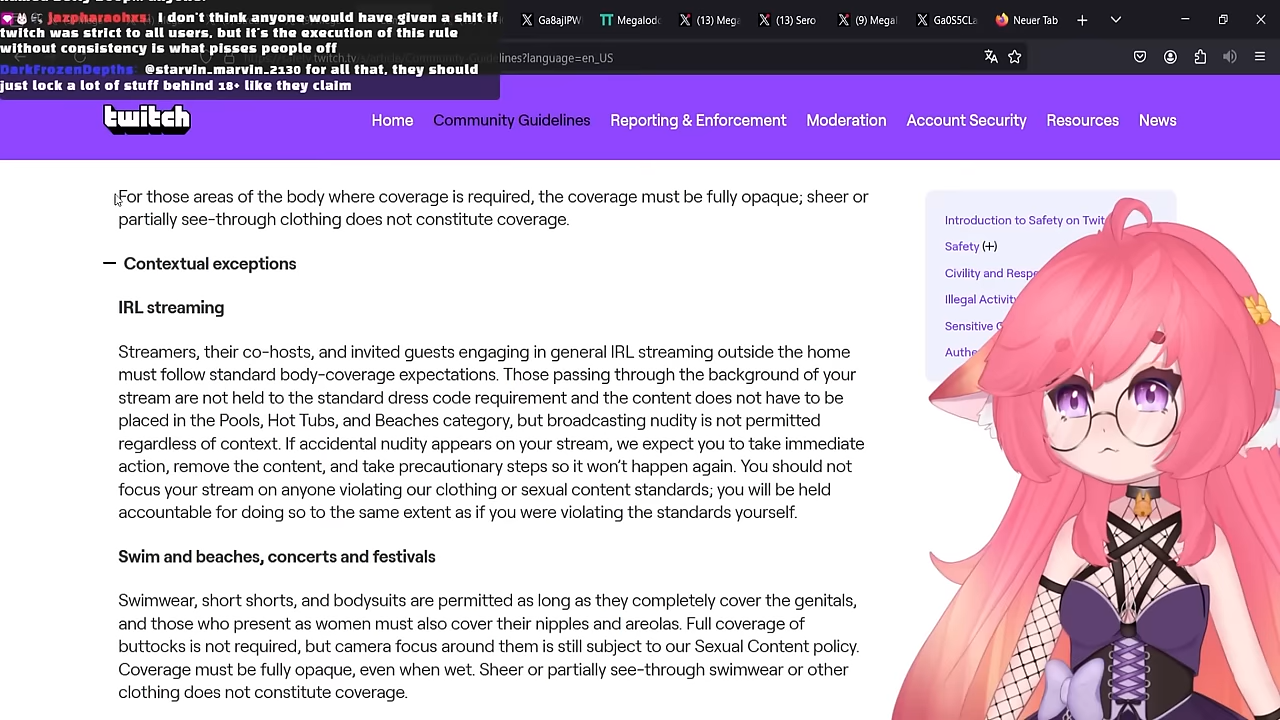 jazpharaohxs: i don't think anyone would have given a shit if
twitch was strict to all users, but it's the execution of this rule
without consistency is what pisses people off
DarkFrozenDepths @starvin_marvin_2130 for all that, they should
just lock a lot of stuff behind 18+ like they claim
Ga8ajIPW
Megalodo
(13) Mega
(13) Sero
(9) Megal
Ga055CLa
Neuer Tab
twitch.tv
Guidelines?language=en_US
twitch
Home
Community Guidelines
Reporting & Enforcement
Moderation
Account Security
Resources
News
For those areas of the body where coverage is required, the coverage must be fully opaque; sheer or
partially see-through clothing does not constitute coverage.
— Contextual exceptions
IRL streaming
Streamers, their co-hosts, and invited guests engaging in general IRL streaming outside the home
must follow standard body-coverage expectations. Those passing through the background of your
stream are not held to the standard dress code requirement and the content does not have to be
placed in the Pools, Hot Tubs, and Beaches category, but broadcasting nudity is not permitted
regardless of context. If accidental nudity appears on your stream, we expect you to take immediate
action, remove the content, and take precautionary steps so it won't happen again. You should not
focus your stream on anyone violating our clothing or sexual content standards; you will be held
accountable for doing so to the same extent as if you were violating the standards yourself.
Swim and beaches, concerts and festivals
Swimwear, short shorts, and bodysuits are permitted as long as they completely cover the genitals,
and those who present as women must also cover their nipples and areolas. Full coverage of
buttocks is not required, but camera focus around them is still subject to our Sexual Content policy.
Coverage must be fully opaque, even when wet. Sheer or partially see-through swimwear or other
clothing does not constitute coverage.
Introduction to Safety on Twit
Safety (+)
Civility and Respe
Illegal Activity
Sensitive
Authe